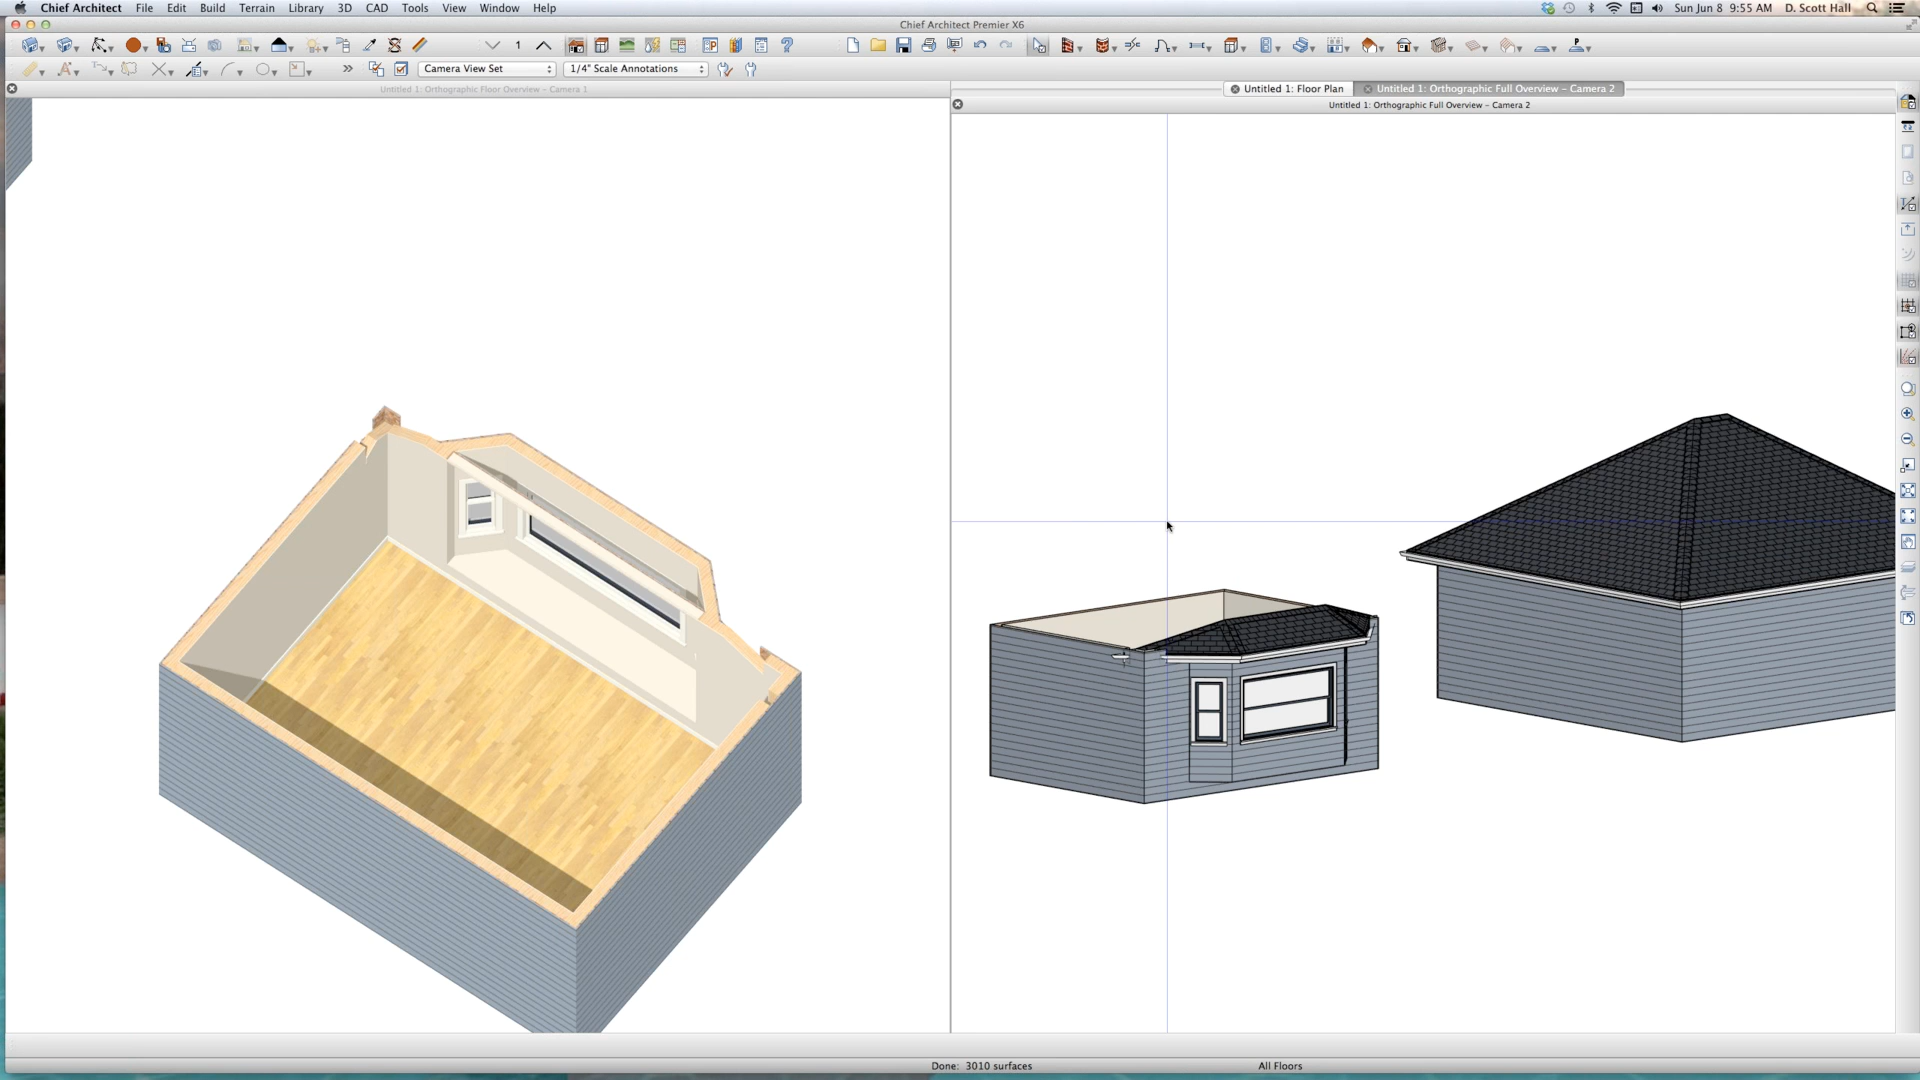 Chief Architect File Edit Build Terrain Library 3D CAD Tools View Window Help Sun Jun 8 9:55 AM D. Scott Hall
Chief Architect Premier X6
1
Camera View Set 1/4" Scale Annotations
Untitled 1: Orthographic Floor Overview - Camera 1
Untitled 1: Floor Plan Untitled 1: Orthographic Full Overview - Camera 2
Untitled 1: Orthographic Full Overview - Camera 2
Done: 3010 surfaces All Floors